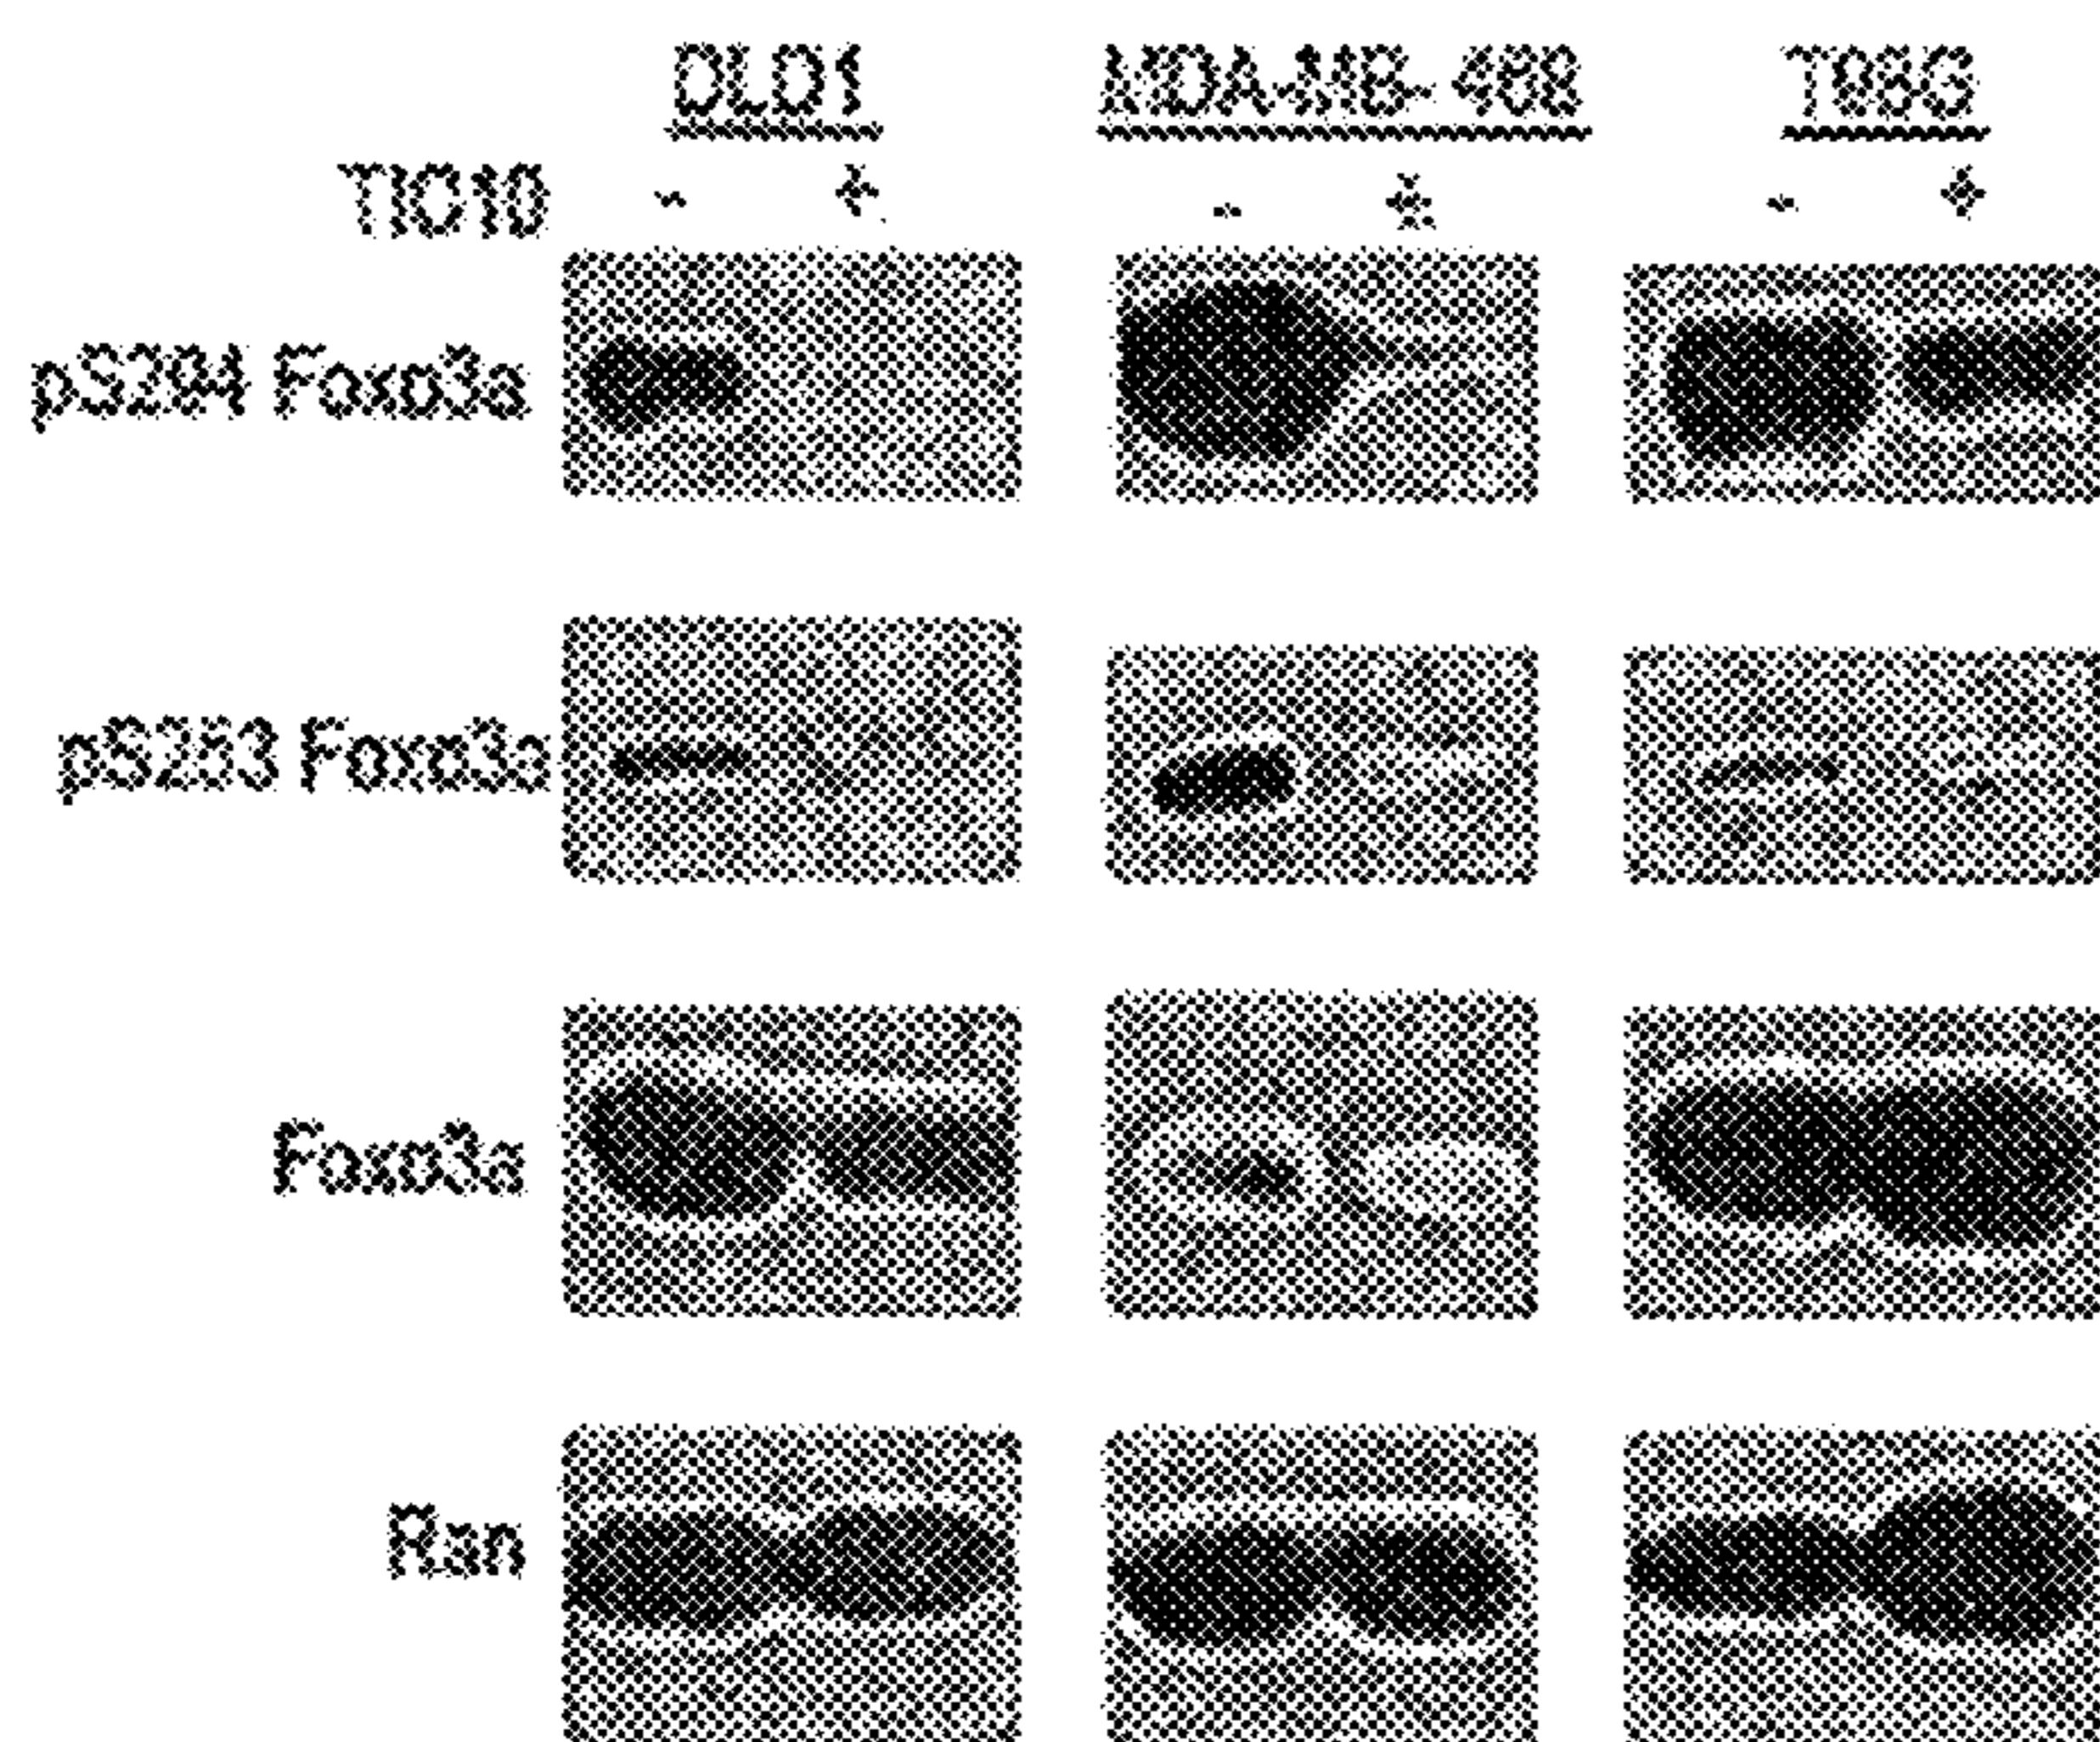 DLD1 MDA-MB-468 T98G
TIC10 - + - + - +
pS294 Foxo3a
pS253 Foxo3a
Foxo3a
Ran